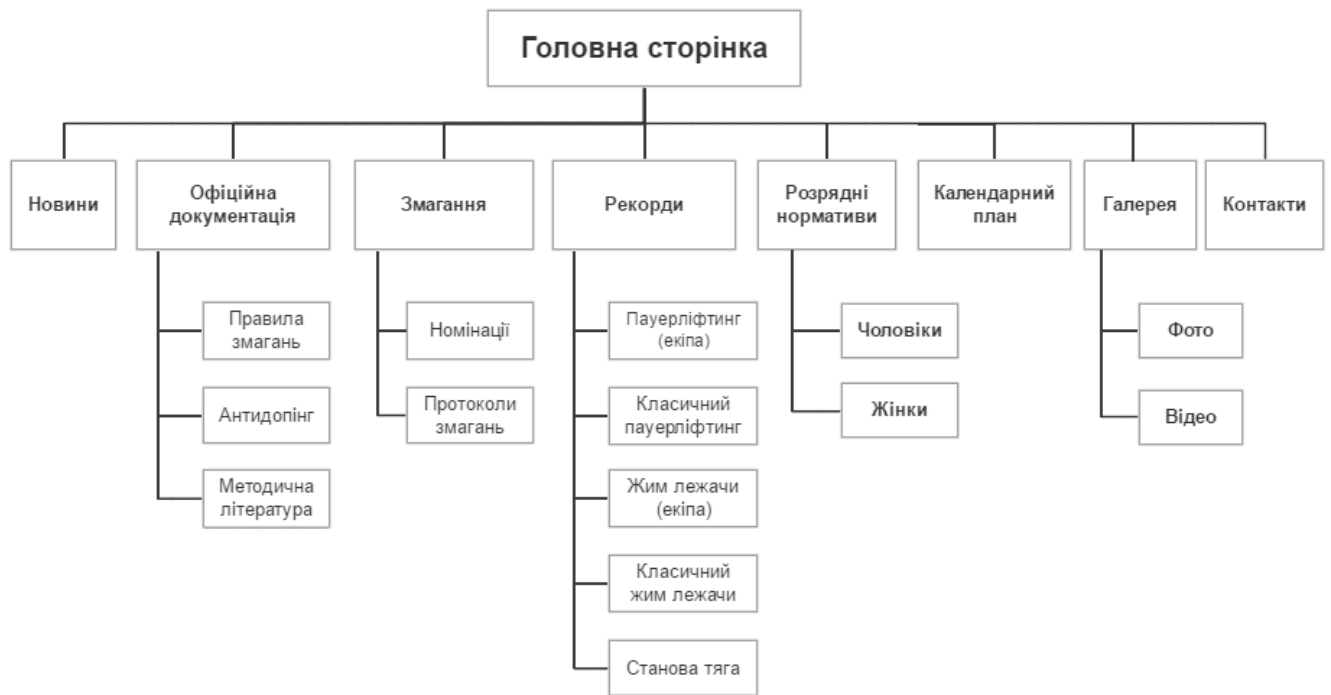 Головна сторінка
Новини
Офіційна
документація
Змагання
Рекорди
Розрядні
нормативи
Календарний
план
Галерея
Контакти
Правила
змагань
Антидопінг
Методична
література
Номінації
Протоколи
змагань
Пауерліфтинг
(екіпа)
Класичний
пауерліфтинг
Жим лежачи
(екіпа)
Класичний
жим лежачи
Станова тяга
Чоловіки
Жінки
Фото
Відео